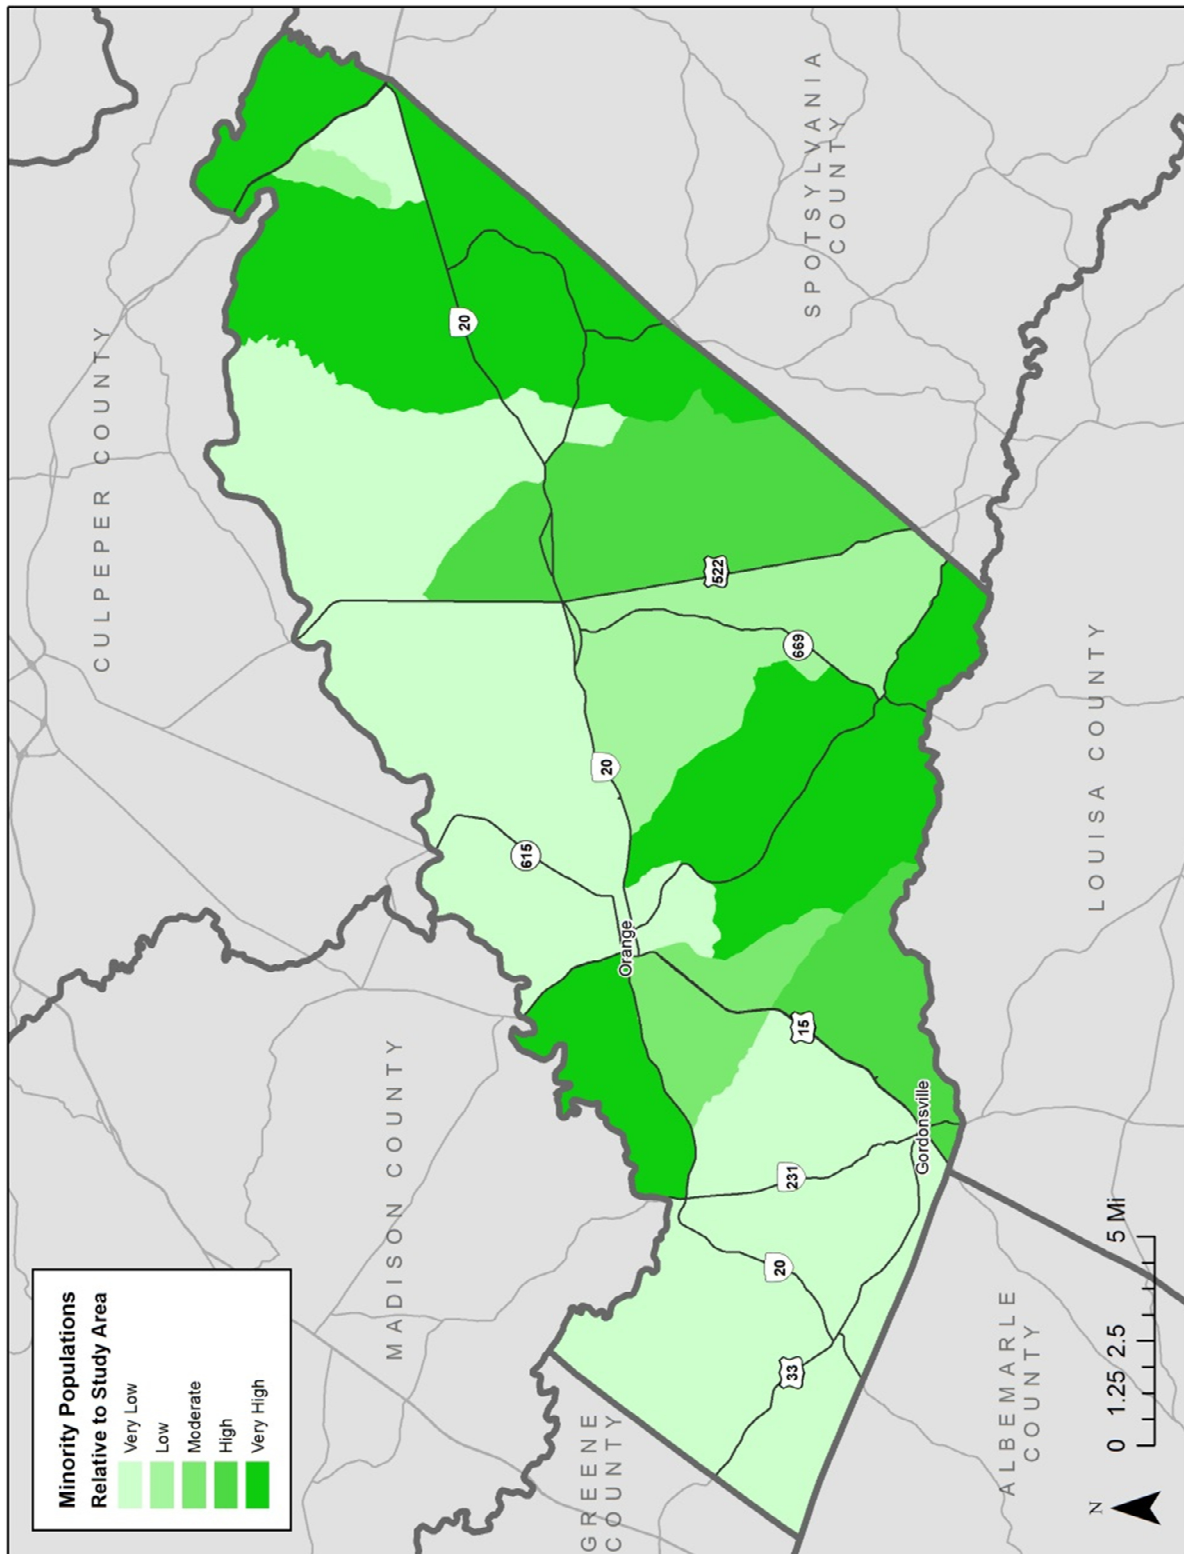 Minority Populations
Relative to Study Area
Very Low
Low
Moderate
High
Very High
CULPEPER COUNTY
MADISON COUNTY
GREENE
COUNTY
ALBEMARLE
COUNTY
LOUISA COUNTY
SPOTSYLVANIA
COUNTY
Orange
Gordonsville
20
20
20
615
522
669
15
231
33
N
0 1.25 2.5 5 Mi